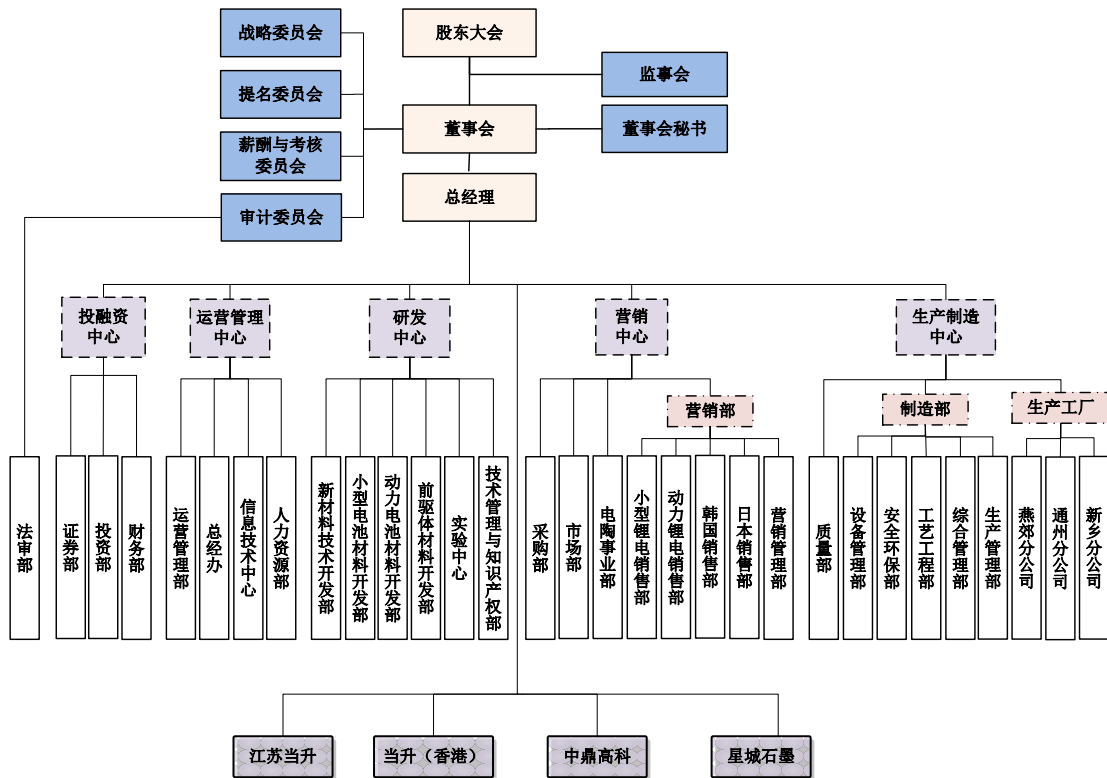 战略委员会
股东大会
监事会
提名委员会
董事会
董事会秘书
薪酬与考核
委员会
总经理
审计委员会
投融资
中心
运营管理
中心
研发
中心
营销
中心
生产制造
中心
营销部
制造部
生产工厂
法审部
证券部
投资部
财务部
运营管理部
总经办
信息技术中心
人力资源部
新材料技术开发部
小型电池材料开发部
动力电池材料开发部
前驱体材料开发部
实验中心
技术管理与知识产权部
采购部
市场部
电陶事业部
小型锂电销售部
动力锂电销售部
韩国销售部
日本销售部
营销管理部
质量部
设备管理部
安全环保部
工艺工程部
综合管理部
生产管理部
燕郊分公司
通州分公司
新乡分公司
江苏当升
当升（香港）
中鼎高科
星城石墨